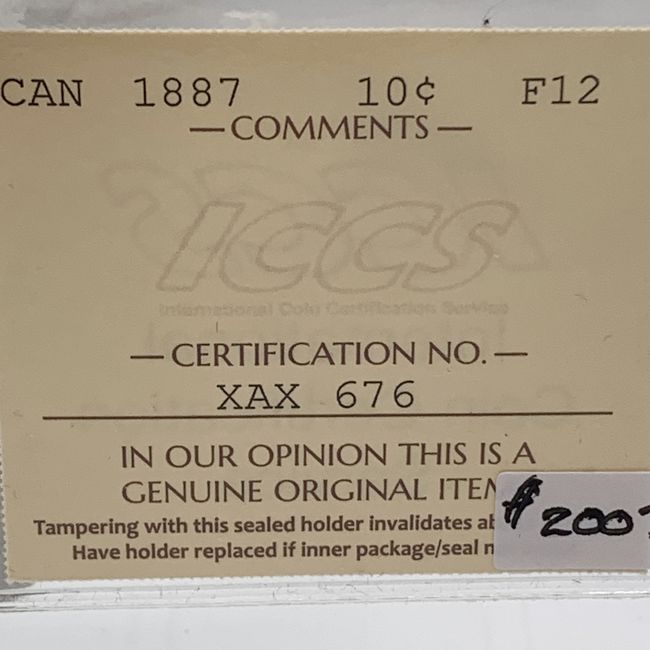 CAN 1887 10¢ F12
—COMMENTS—
ICCS
International Coin Certification Service
—CERTIFICATION NO.—
XAX 676
IN OUR OPINION THIS IS A
GENUINE ORIGINAL
Tampering with this sealed holder invalidates
Have holder replaced if inner package/seal
$200